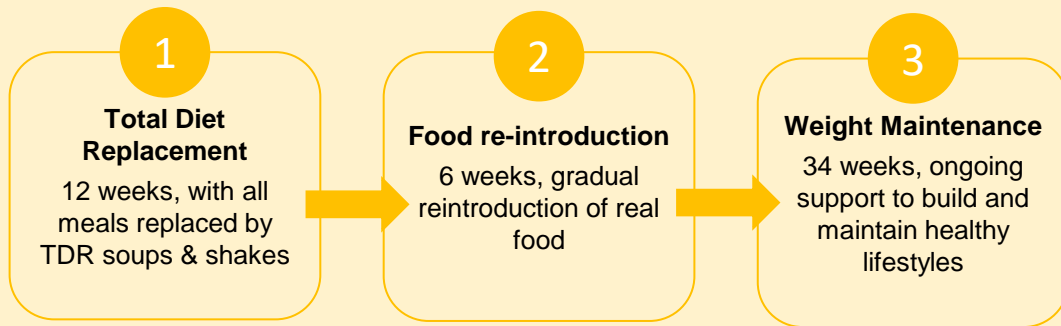 1
Total Diet
Replacement
12 weeks, with all
meals replaced by
TDR soups & shakes
2
Food re-introduction
6 weeks, gradual
reintroduction of real
food
3
Weight Maintenance
34 weeks, ongoing
support to build and
maintain healthy
lifestyles